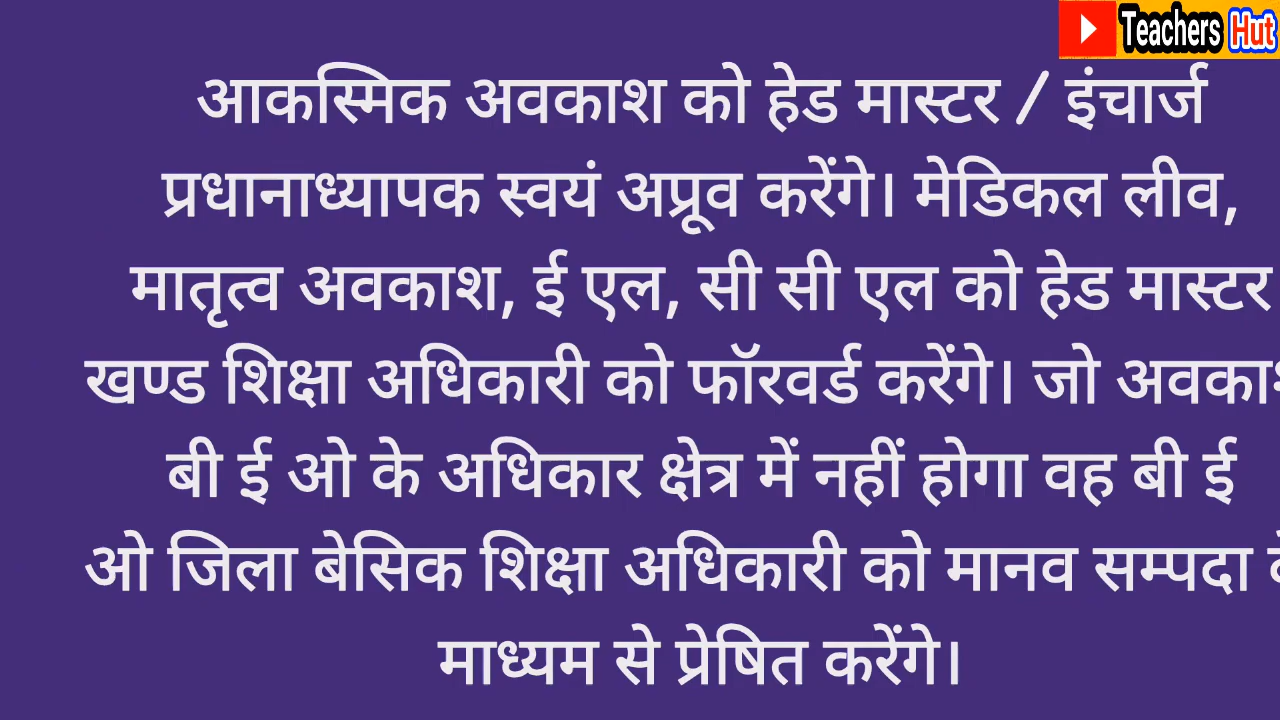 Teachers Hut
आकस्मिक अवकाश को हेड मास्टर / इंचार्ज
प्रधानाध्यापक स्वयं अप्रूव करेंगे। मेडिकल लीव,
मातृत्व अवकाश, ई एल, सी सी एल को हेड मास्टर
खण्ड शिक्षा अधिकारी को फॉरवर्ड करेंगे। जो
बी ई ओ के अधिकार क्षेत्र में नहीं होगा वह बी ई
ओ जिला बेसिक शिक्षा अधिकारी को मानव सम्पदा
माध्यम से प्रेषित करेंगे।